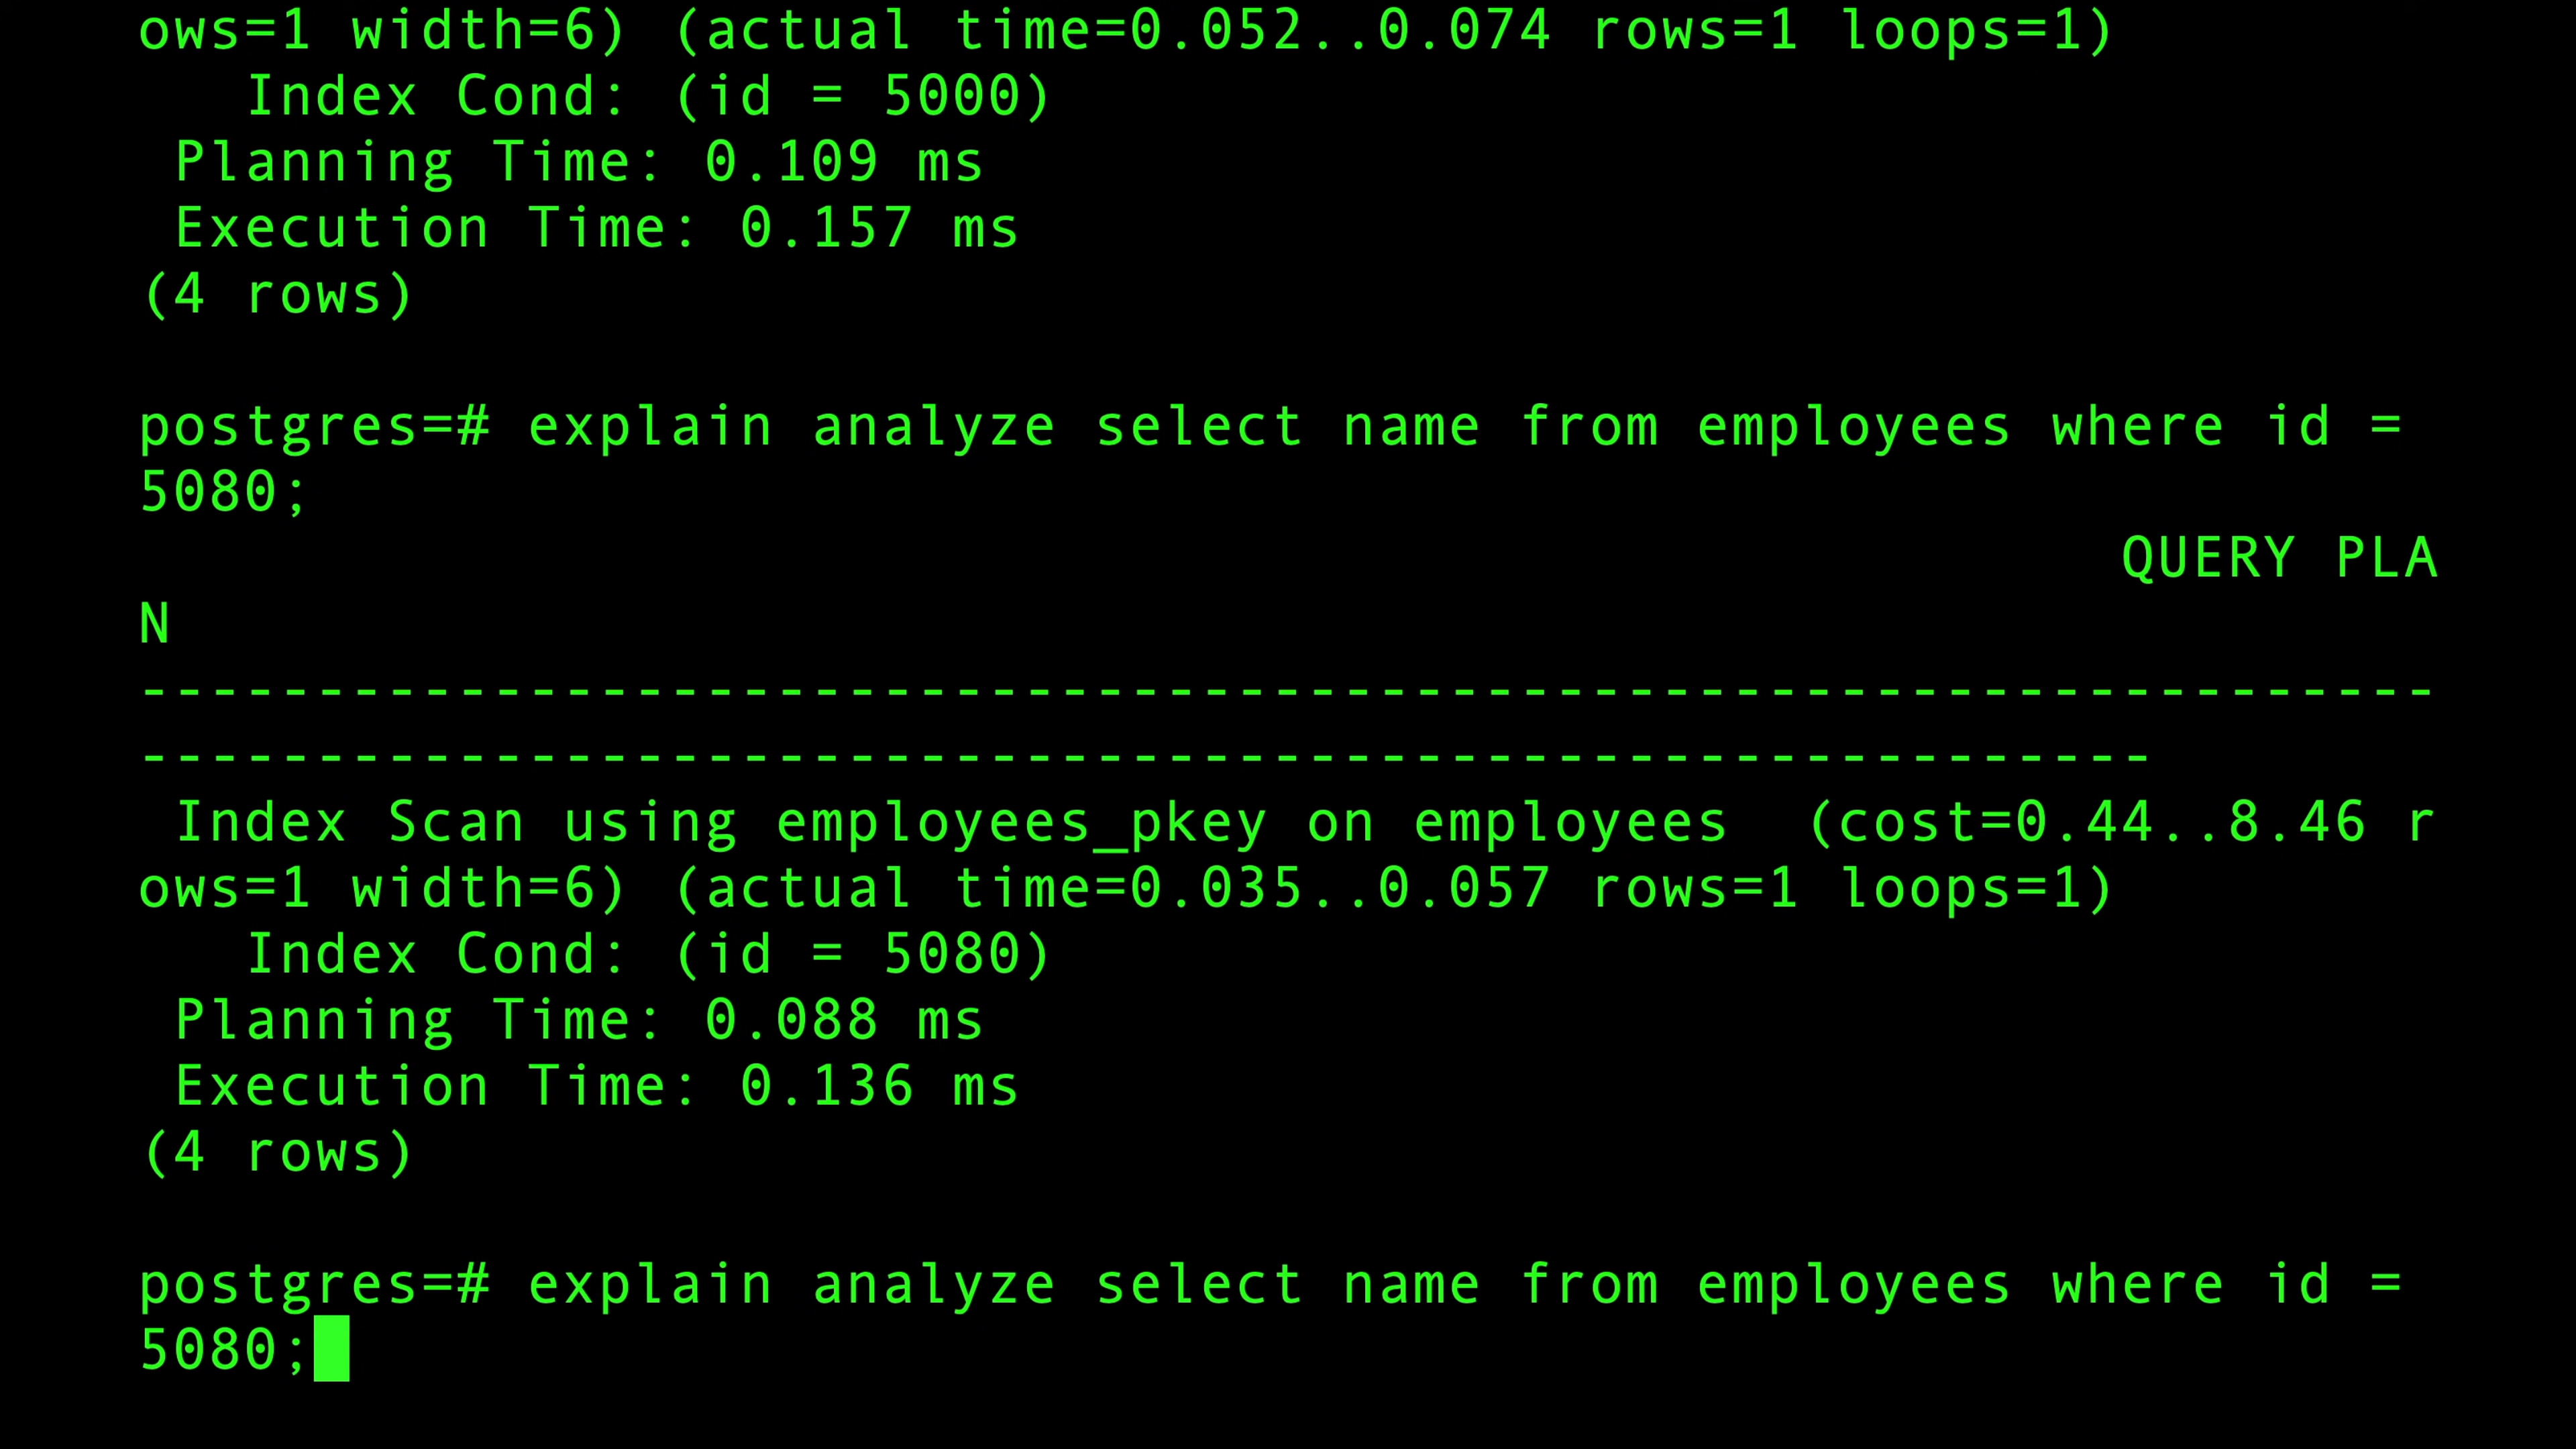 ows=1 width=6) (actual time=0.052..0.074 rows=1 loops=1)
   Index Cond: (id = 5000)
 Planning Time: 0.109 ms
 Execution Time: 0.157 ms
(4 rows)
postgres=# explain analyze select name from employees where id =
5080;
QUERY PLA
N
-----------------------------------------------------------------
---------------------------------------------------------
 Index Scan using employees_pkey on employees  (cost=0.44..8.46 r
ows=1 width=6) (actual time=0.035..0.057 rows=1 loops=1)
   Index Cond: (id = 5080)
 Planning Time: 0.088 ms
 Execution Time: 0.136 ms
(4 rows)
postgres=# explain analyze select name from employees where id =
5080;